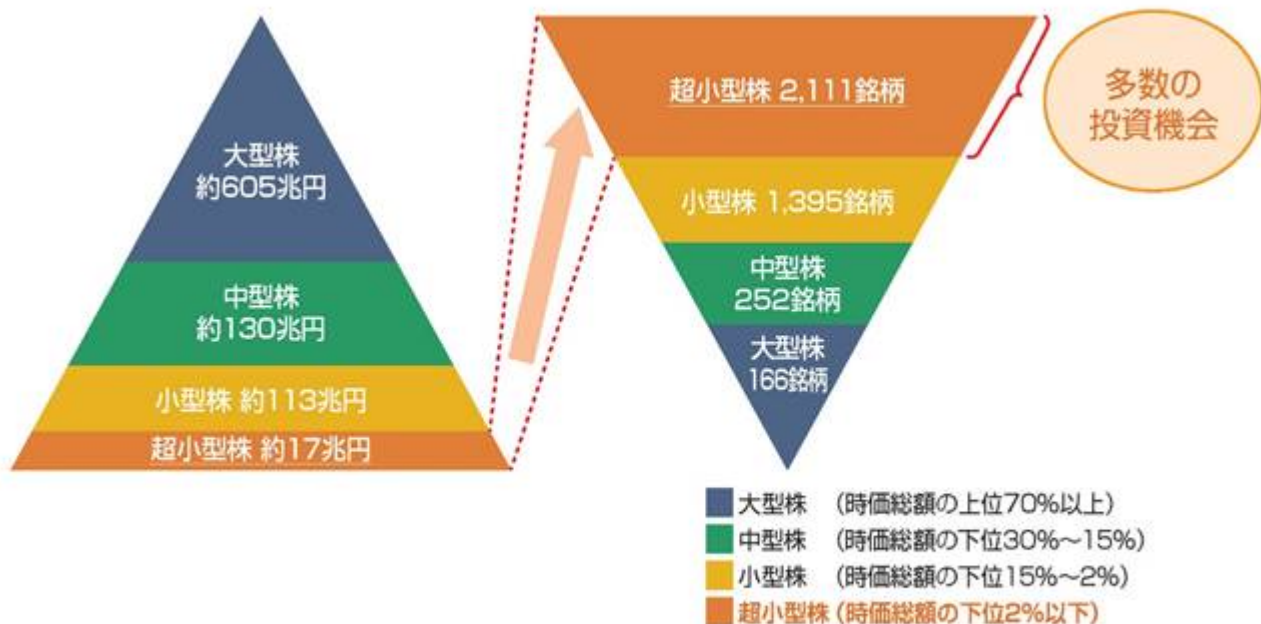 大型株
約605兆円
中型株
約130兆円
小型株 約113兆円
超小型株 約17兆円
超小型株 2,111銘柄
小型株 1,395銘柄
中型株
252銘柄
大型株
166銘柄
多数の
投資機会
大型株 (時価総額の上位70%以上)
中型株 (時価総額の下位30%~15%)
小型株 (時価総額の下位15%~2%)
超小型株 (時価総額の下位2%以下)